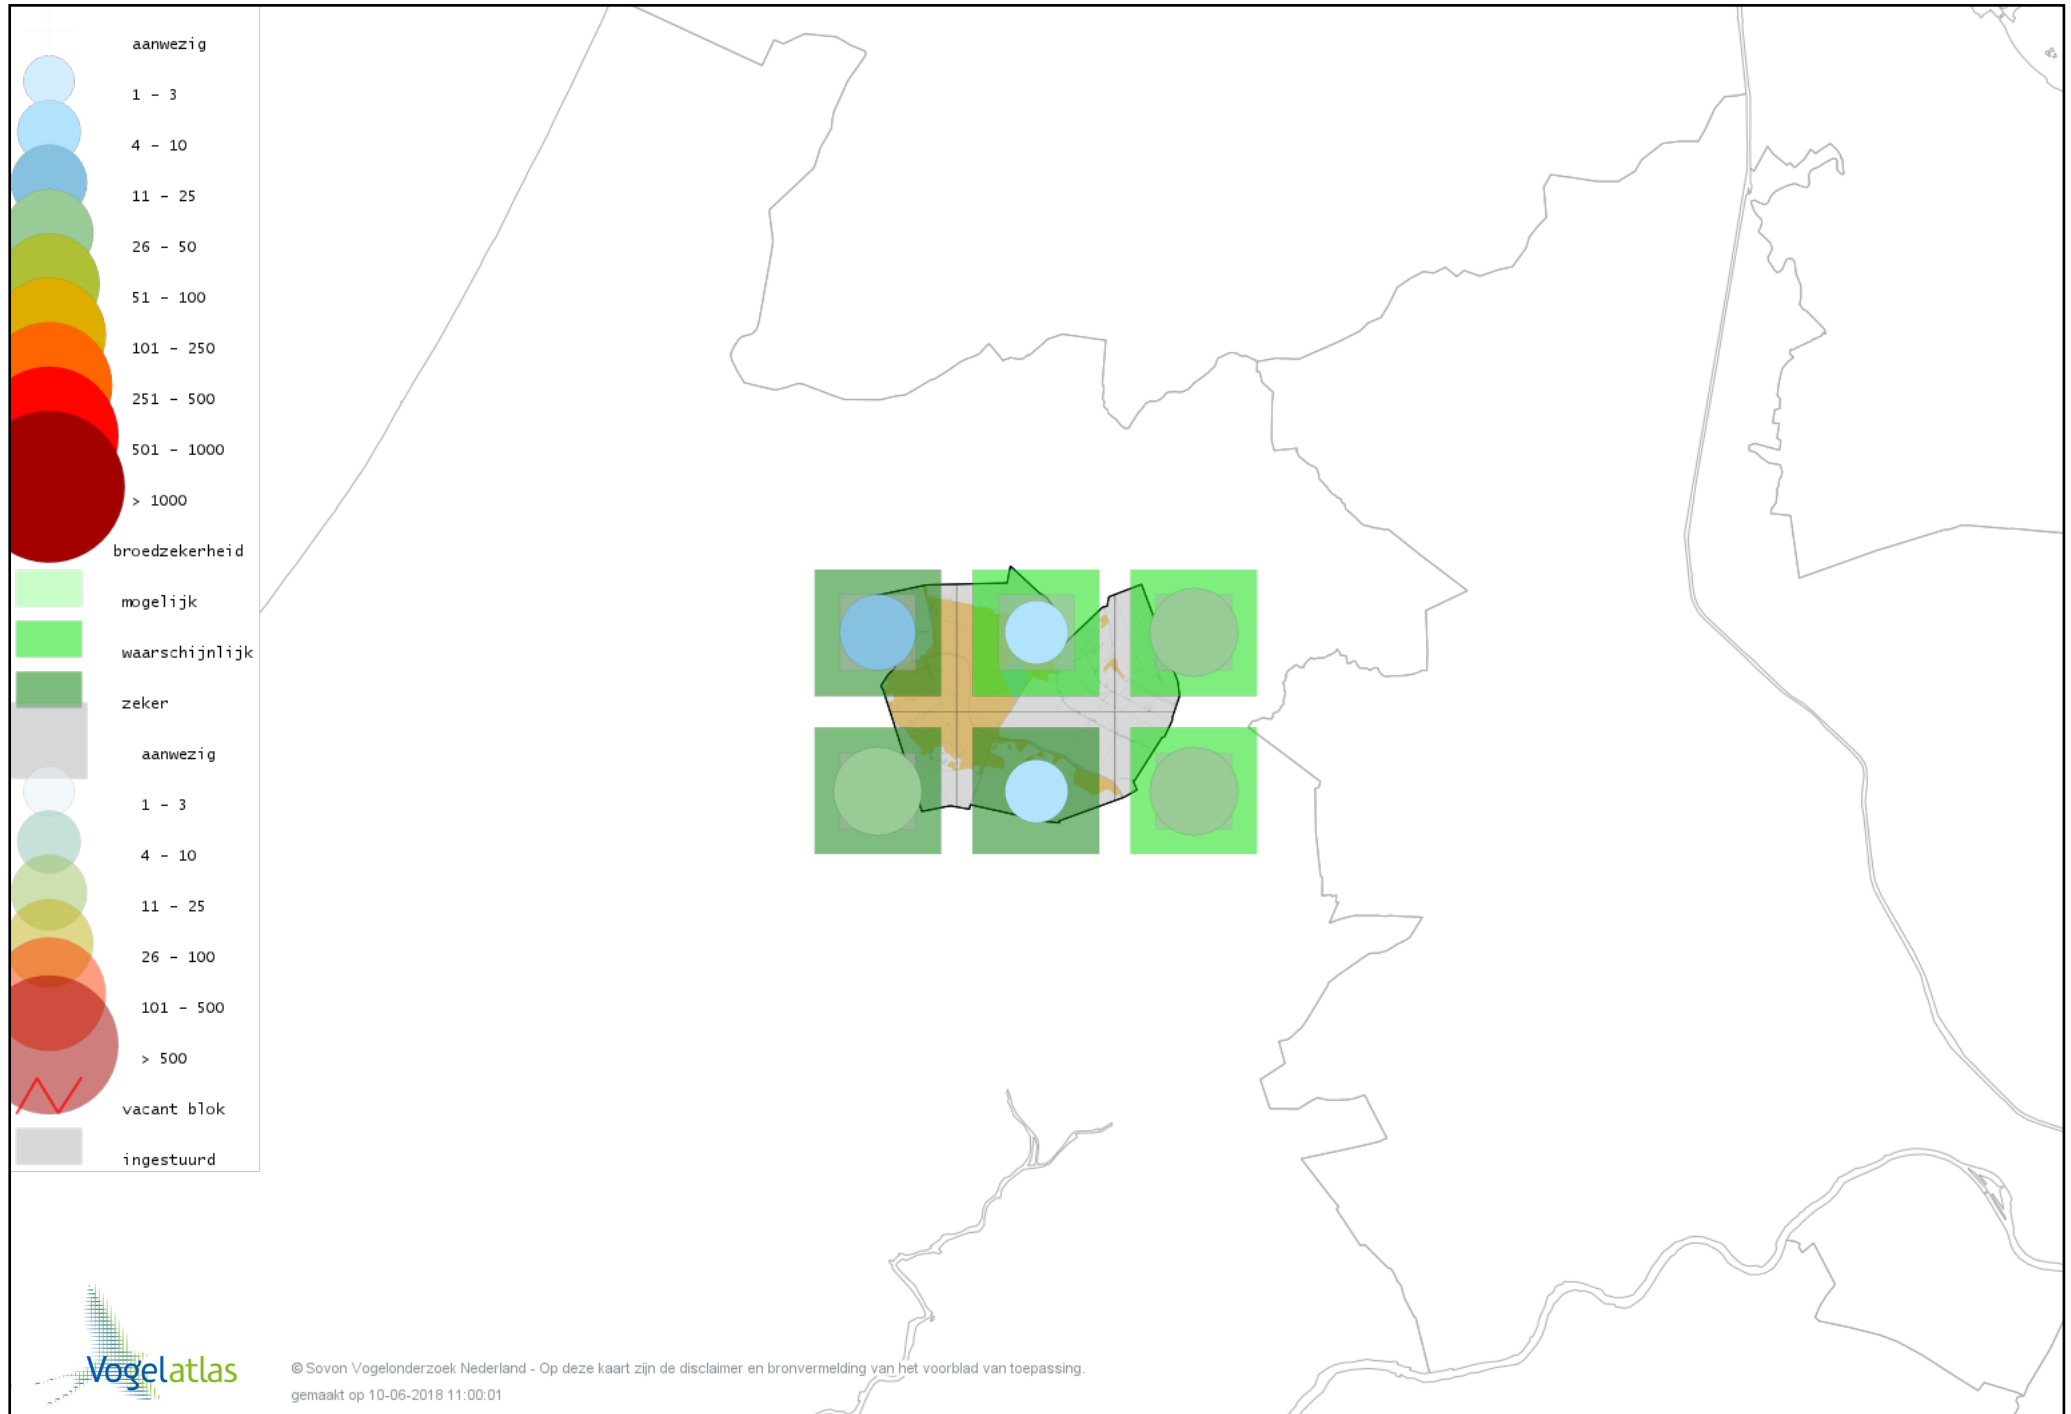 aanwezig
1 - 3
4 - 10
11 - 25
26 - 50
51 - 100
101 - 250
251 - 500
501 - 1000
> 1000
broedzekerheid
mogelijk
waarschijnlijk
zeker
aanwezig
1 - 3
4 - 10
11 - 25
26 - 100
101 - 500
> 500
vacant blok
ingestuurd
Vogelatlas
© Sovon Vogelonderzoek Nederland - Op deze kaart zijn de disclaimer en bronvermelding van het voorblad van toepassing.
gemaakt op 10-06-2018 11:00:01